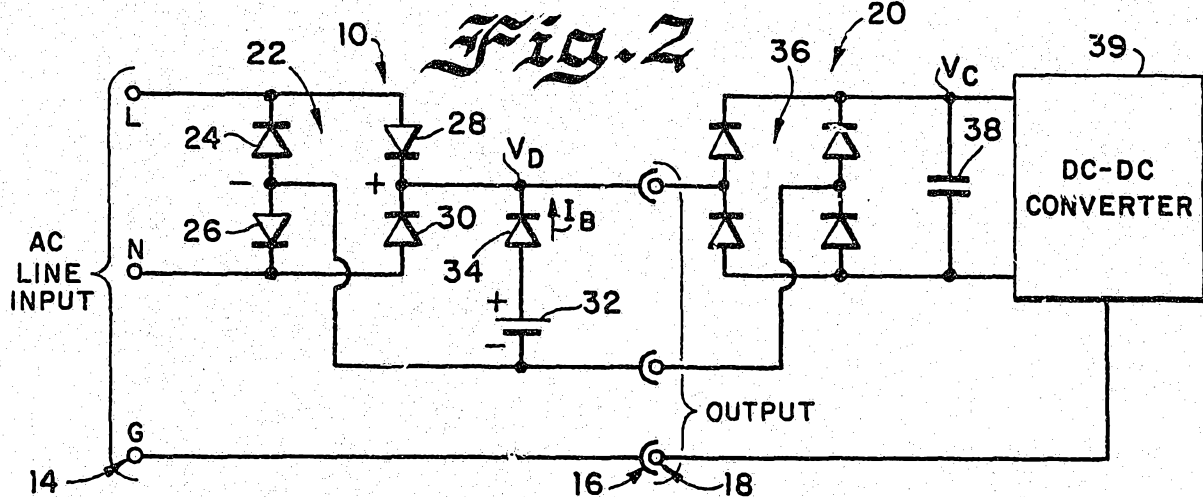 Fig. 2
10
20
22
36
39
L
24
28
V_D
V_C
38
DC-DC
CONVERTER
-
+
I_B
26
30
34
N
AC
LINE
INPUT
+
32
-
OUTPUT
G
14
16
18